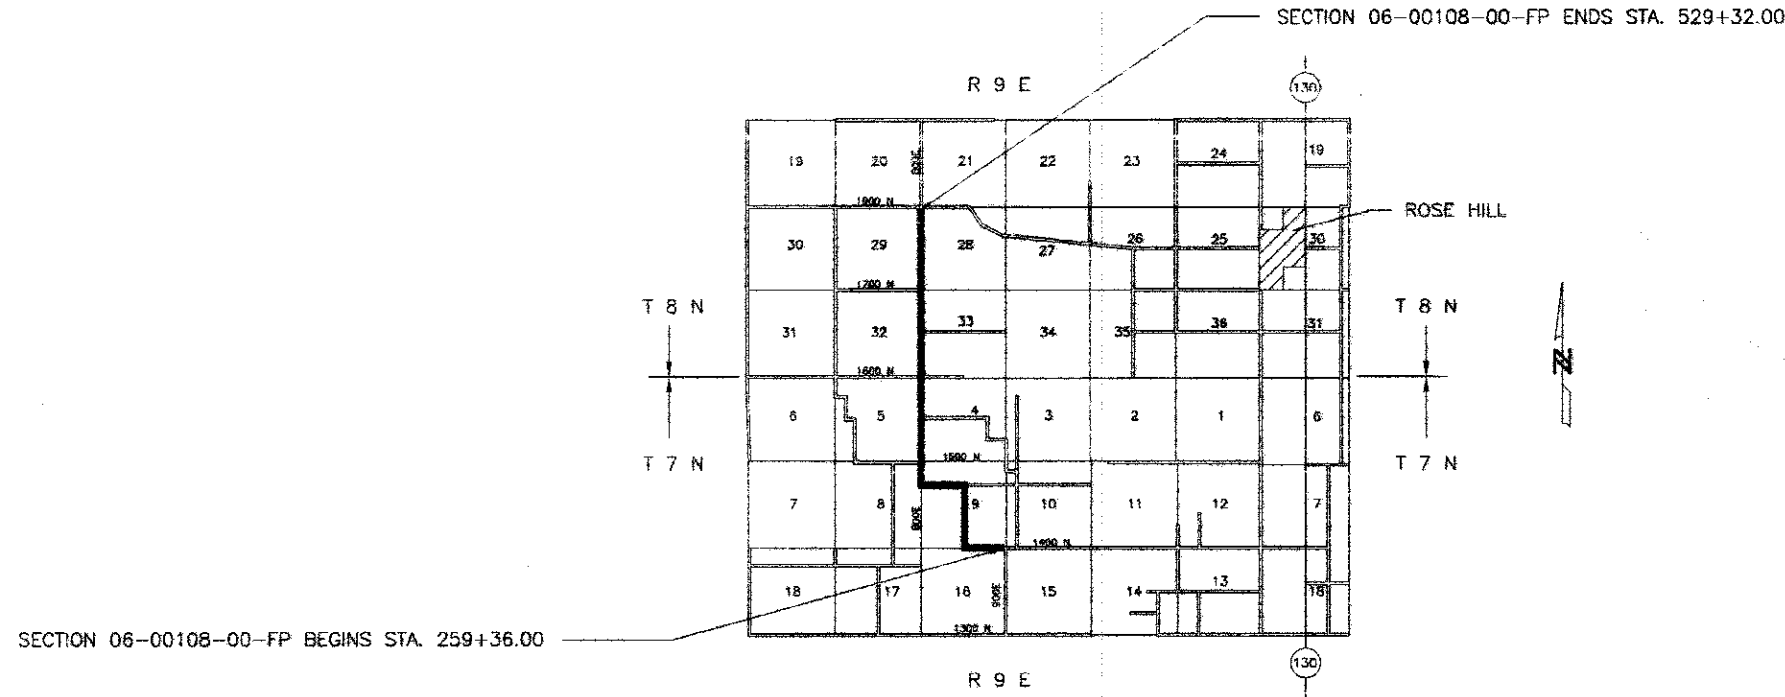 SECTION 06-00108-00-FP ENDS STA. 529+32.00
R 9 E
130
19
20
800E
21
22
23
24
19
1800 N
ROSE HILL
30
29
28
27
26
25
30
1700 N
T 8 N
T 8 N
31
32
33
34
35
36
31
1600 N
N
6
5
4
3
2
1
6
T 7 N
T 7 N
1500 N
7
8
800E
9
10
11
12
7
1400 N
18
17
16
900E
15
14
13
18
1300 N
SECTION 06-00108-00-FP BEGINS STA. 259+36.00
R 9 E
130